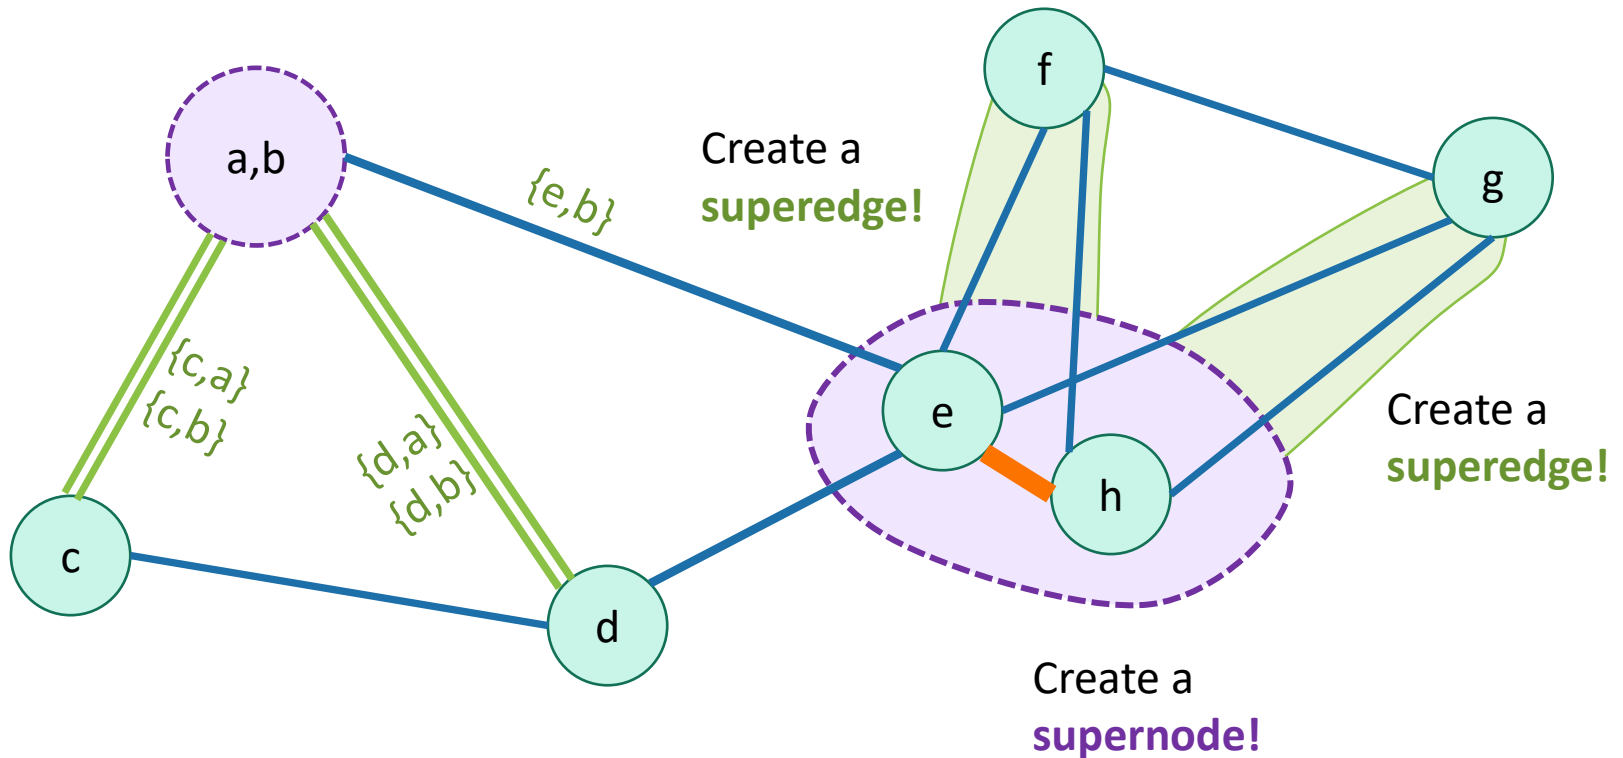 f
Create a
superedge!
a,b
{e,b}
g
{c,a}
{c,b}
{d,a}
{d,b}
e
h
Create a
superedge!
c
d
Create a
supernode!